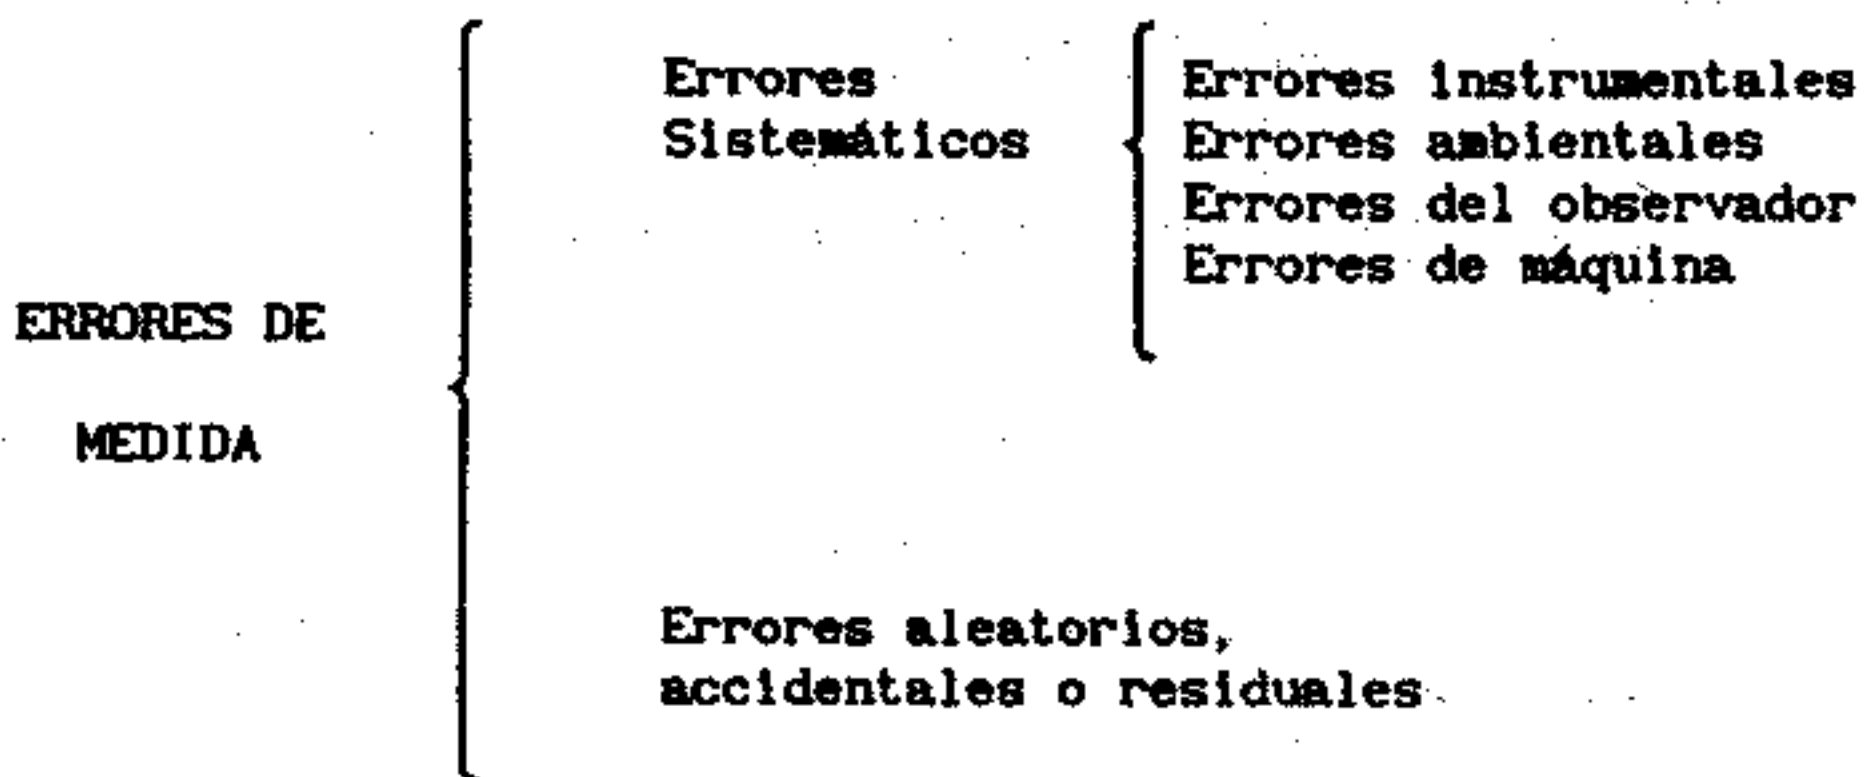 ERRORES DE
MEDIDA
Errores
Sistemáticos
Errores instrumentales
Errores ambientales
Errores del observador
Errores de máquina
Errores aleatorios,
accidentales o residuales